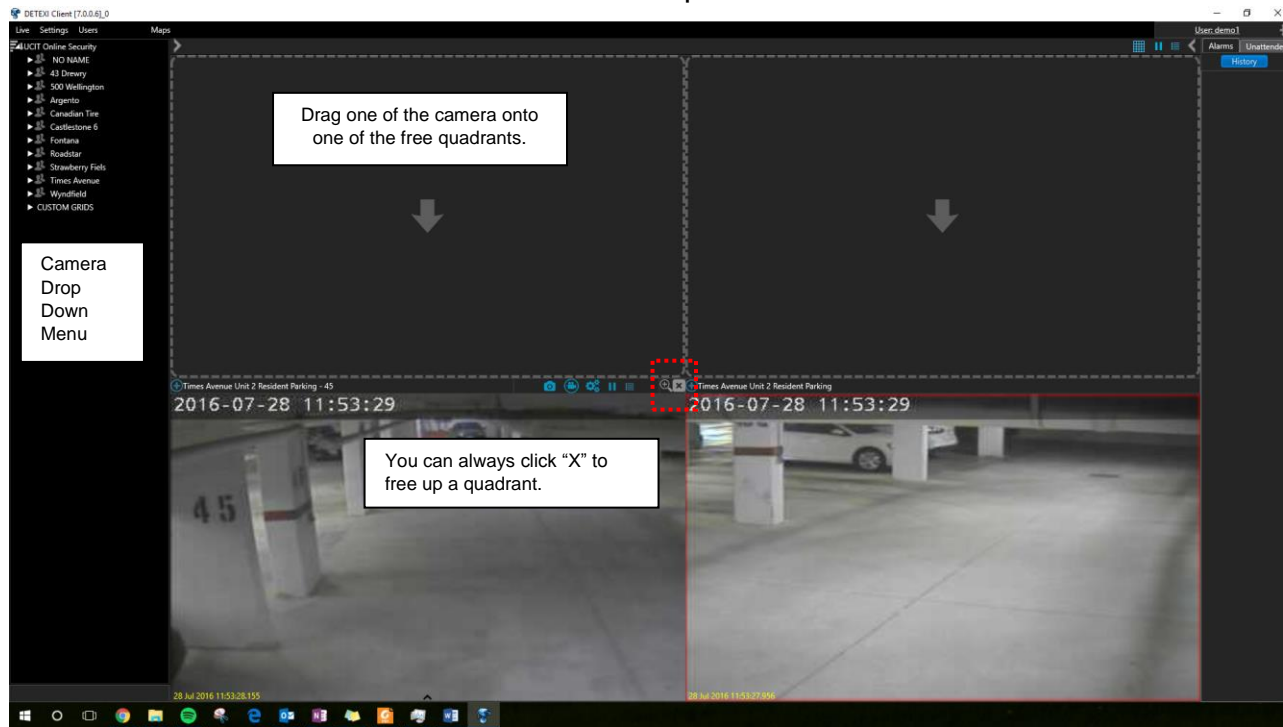 DETEXI Client [7.0.0.6]_0
Live Settings Users Maps
User: demo1
UCIT Online Security
NO NAME
43 Drewry
500 Wellington
Argento
Canadian Tire
Castlestone 6
Fontana
Roadstar
Strawberry Fiels
Times Avenue
Wyndfield
CUSTOM GRIDS
Alarms Unattende
History
Drag one of the camera onto
one of the free quadrants.
Camera
Drop
Down
Menu
Times Avenue Unit 2 Resident Parking - 45
2016-07-28 11:53:29
45
You can always click “X” to
free up a quadrant.
28 Jul 2016 11:53:28.155
Times Avenue Unit 2 Resident Parking
2016-07-28 11:53:29
28 Jul 2016 11:53:27.956